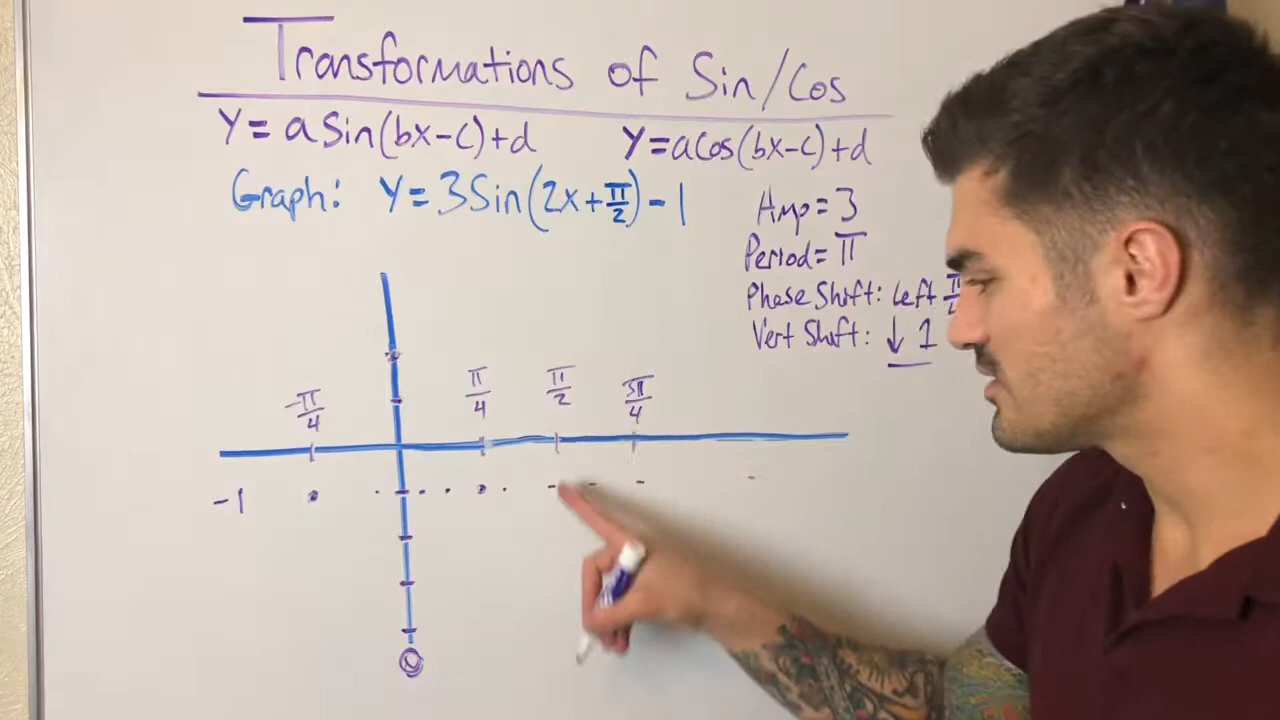 Transformations of Sin/Cos
Y=asin(bx-c)+d
Y=acos(bx-c)+d
Graph: Y=3Sin(2x+π/2)-1
Amp=3
Period=π
Phase Shift: Left
Vert Shift: ↓ 1
-π/4
π/4
π/2
3π/4
-1